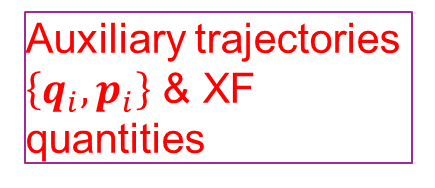 Auxiliary trajectories
{𝒒ᵢ, 𝒑ᵢ} & XF
quantities